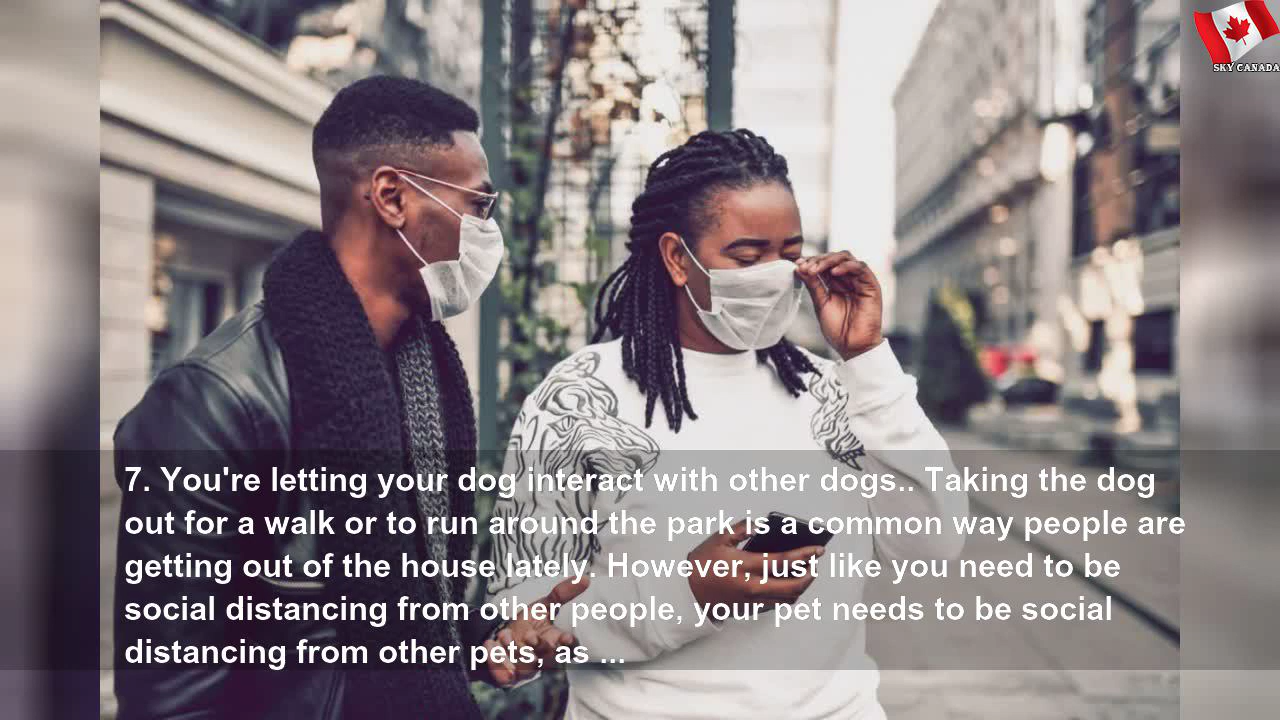 SKY CANADA
7. You're letting your dog interact with other dogs.. Taking the dog
out for a walk or to run around the park is a common way people are
getting out of the house lately. However, just like you need to be
social distancing from other people, your pet needs to be social
distancing from other pets, as ...